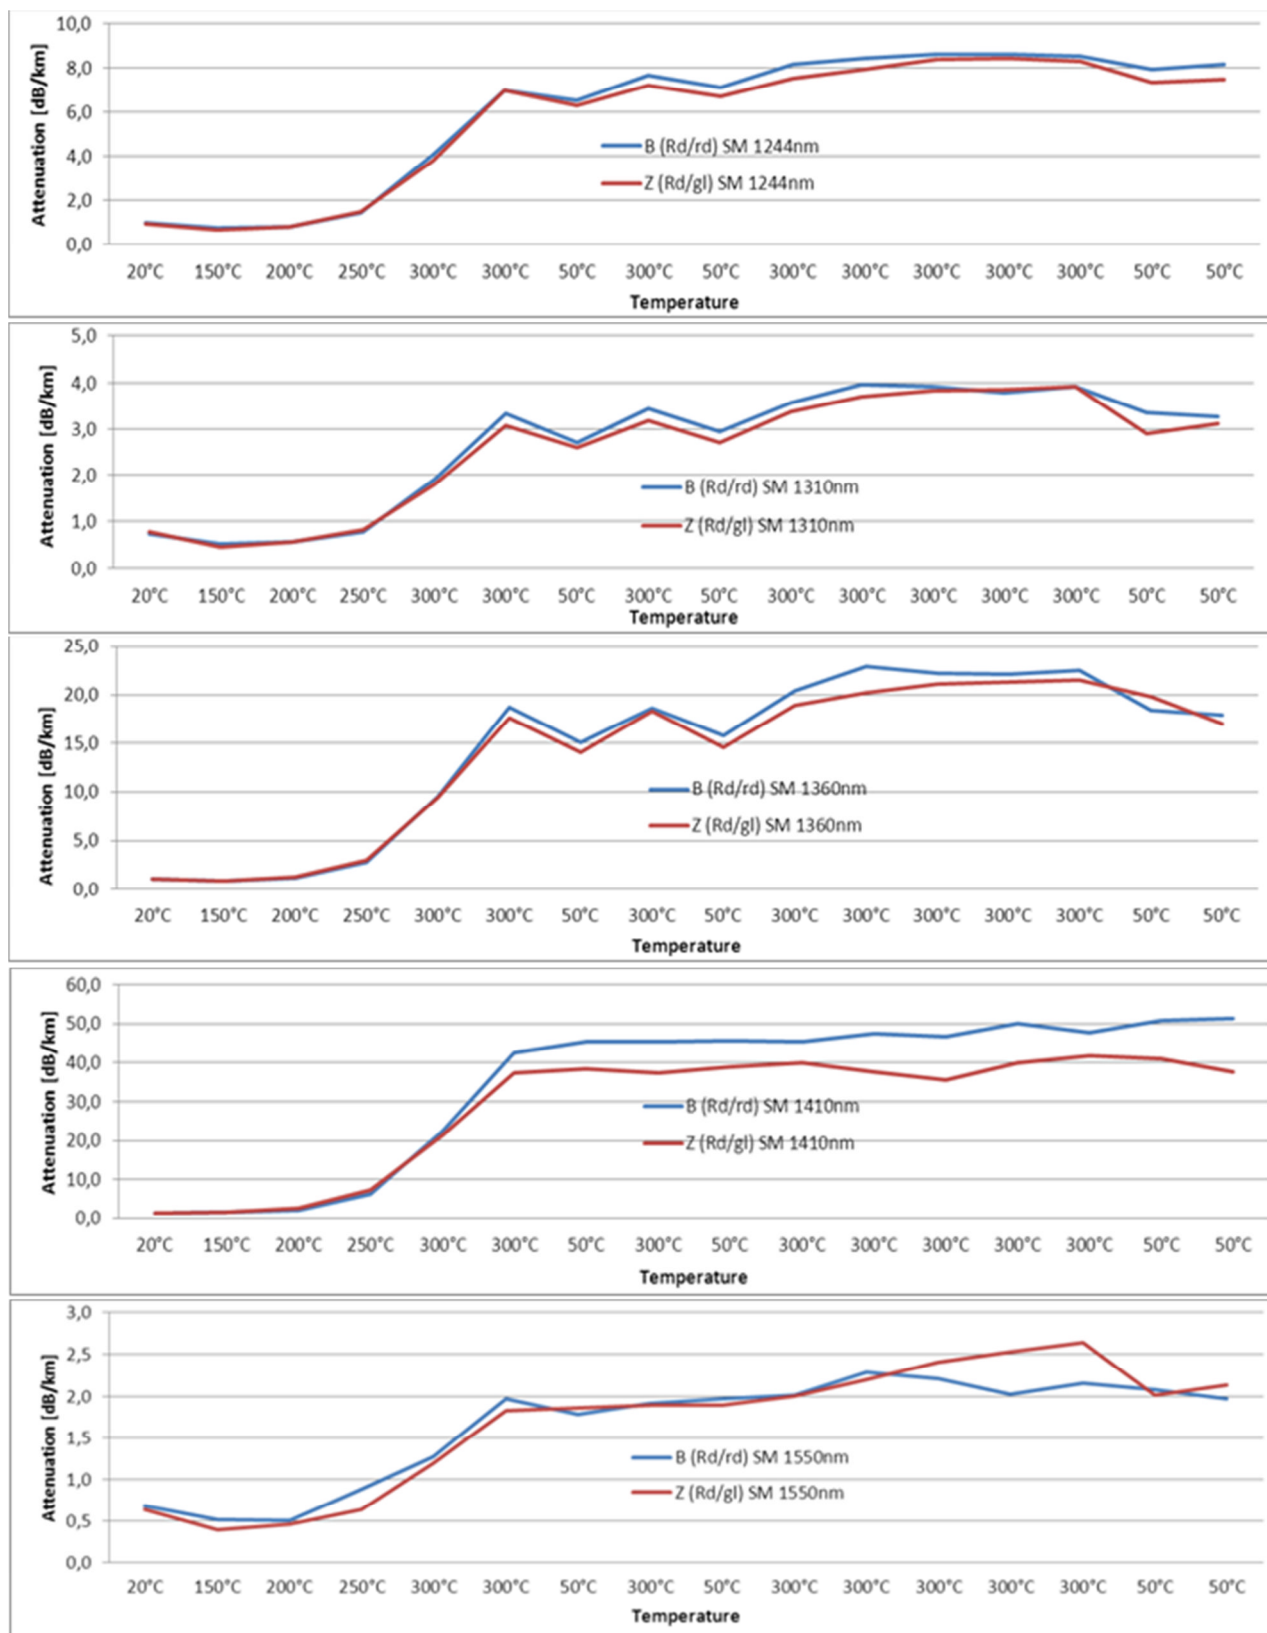 10,0
8,0
6,0
4,0
2,0
0,0
Attenuation [dB/km]
B (Rd/rd) SM 1244nm
Z (Rd/gl) SM 1244nm
20°C 150°C 200°C 250°C 300°C 300°C 50°C 300°C 50°C 300°C 300°C 300°C 300°C 300°C 50°C 50°C
Temperature
5,0
4,0
3,0
2,0
1,0
0,0
Attenuation [dB/km]
B (Rd/rd) SM 1310nm
Z (Rd/gl) SM 1310nm
20°C 150°C 200°C 250°C 300°C 300°C 50°C 300°C 50°C 300°C 300°C 300°C 300°C 300°C 50°C 50°C
Temperature
25,0
20,0
15,0
10,0
5,0
0,0
Attenuation [dB/km]
B (Rd/rd) SM 1360nm
Z (Rd/gl) SM 1360nm
20°C 150°C 200°C 250°C 300°C 300°C 50°C 300°C 50°C 300°C 300°C 300°C 300°C 300°C 50°C 50°C
Temperature
60,0
50,0
40,0
30,0
20,0
10,0
0,0
Attenuation [dB/km]
B (Rd/rd) SM 1410nm
Z (Rd/gl) SM 1410nm
20°C 150°C 200°C 250°C 300°C 300°C 50°C 300°C 50°C 300°C 300°C 300°C 300°C 300°C 50°C 50°C
Temperature
3,0
2,5
2,0
1,5
1,0
0,5
0,0
Attenuation [dB/km]
B (Rd/rd) SM 1550nm
Z (Rd/gl) SM 1550nm
20°C 150°C 200°C 250°C 300°C 300°C 50°C 300°C 50°C 300°C 300°C 300°C 300°C 300°C 50°C 50°C
Temperature